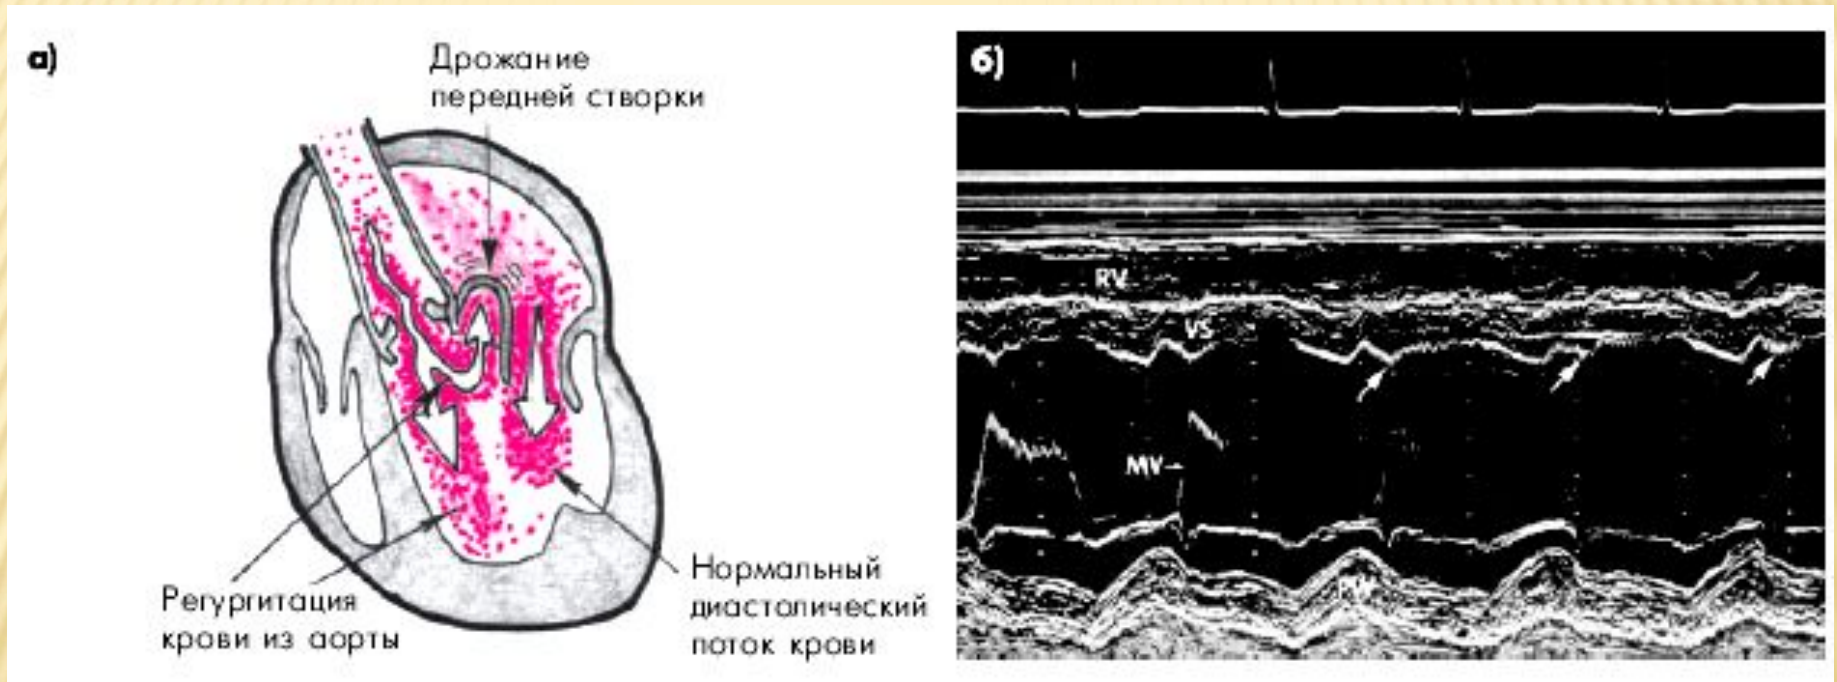 а)
Дрожание
передней створки
Регургитация
крови из аорты
Нормальный
диастолический
поток крови
б)
RV
VS
MV